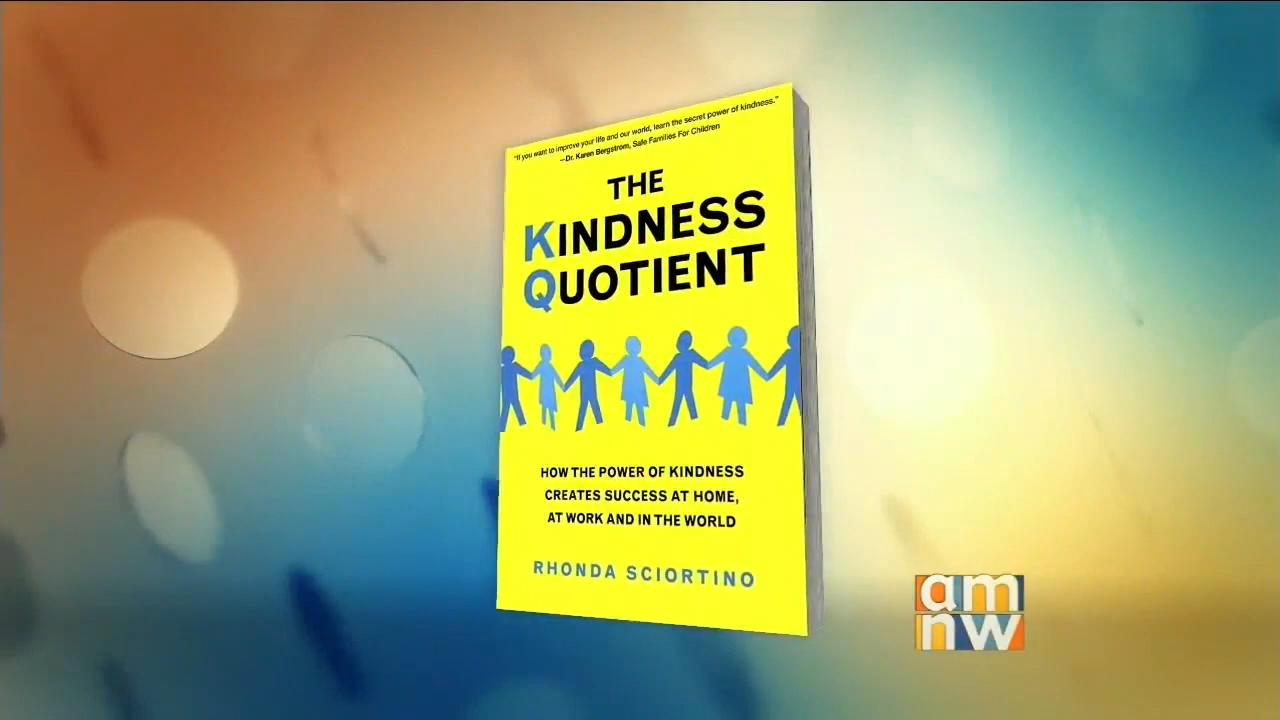 "If you want to improve your life and our world, learn the secret power of kindness."
—Dr. Karen Bergstrom, Safe Families For Children
THE
KINDNESS
QUOTIENT
HOW THE POWER OF KINDNESS
CREATES SUCCESS AT HOME,
AT WORK AND IN THE WORLD
RHONDA SCIORTINO
am
nw